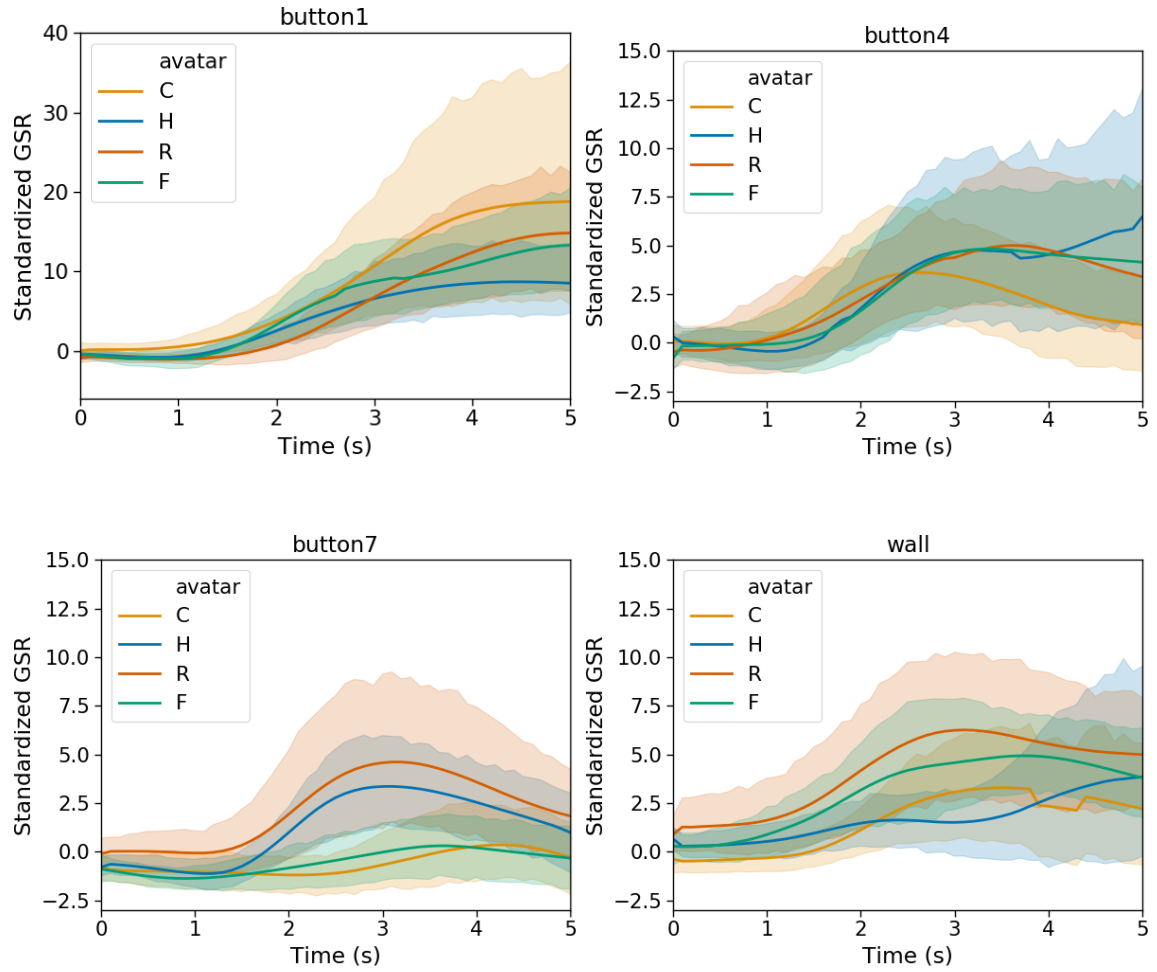 button1
40
30
20
10
0
Standardized GSR
avatar
C
H
R
F
0 1 2 3 4 5
Time (s)
button4
15.0
12.5
10.0
7.5
5.0
2.5
0.0
−2.5
Standardized GSR
avatar
C
H
R
F
0 1 2 3 4 5
Time (s)
button7
15.0
12.5
10.0
7.5
5.0
2.5
0.0
−2.5
Standardized GSR
avatar
C
H
R
F
0 1 2 3 4 5
Time (s)
wall
15.0
12.5
10.0
7.5
5.0
2.5
0.0
−2.5
Standardized GSR
avatar
C
H
R
F
0 1 2 3 4 5
Time (s)